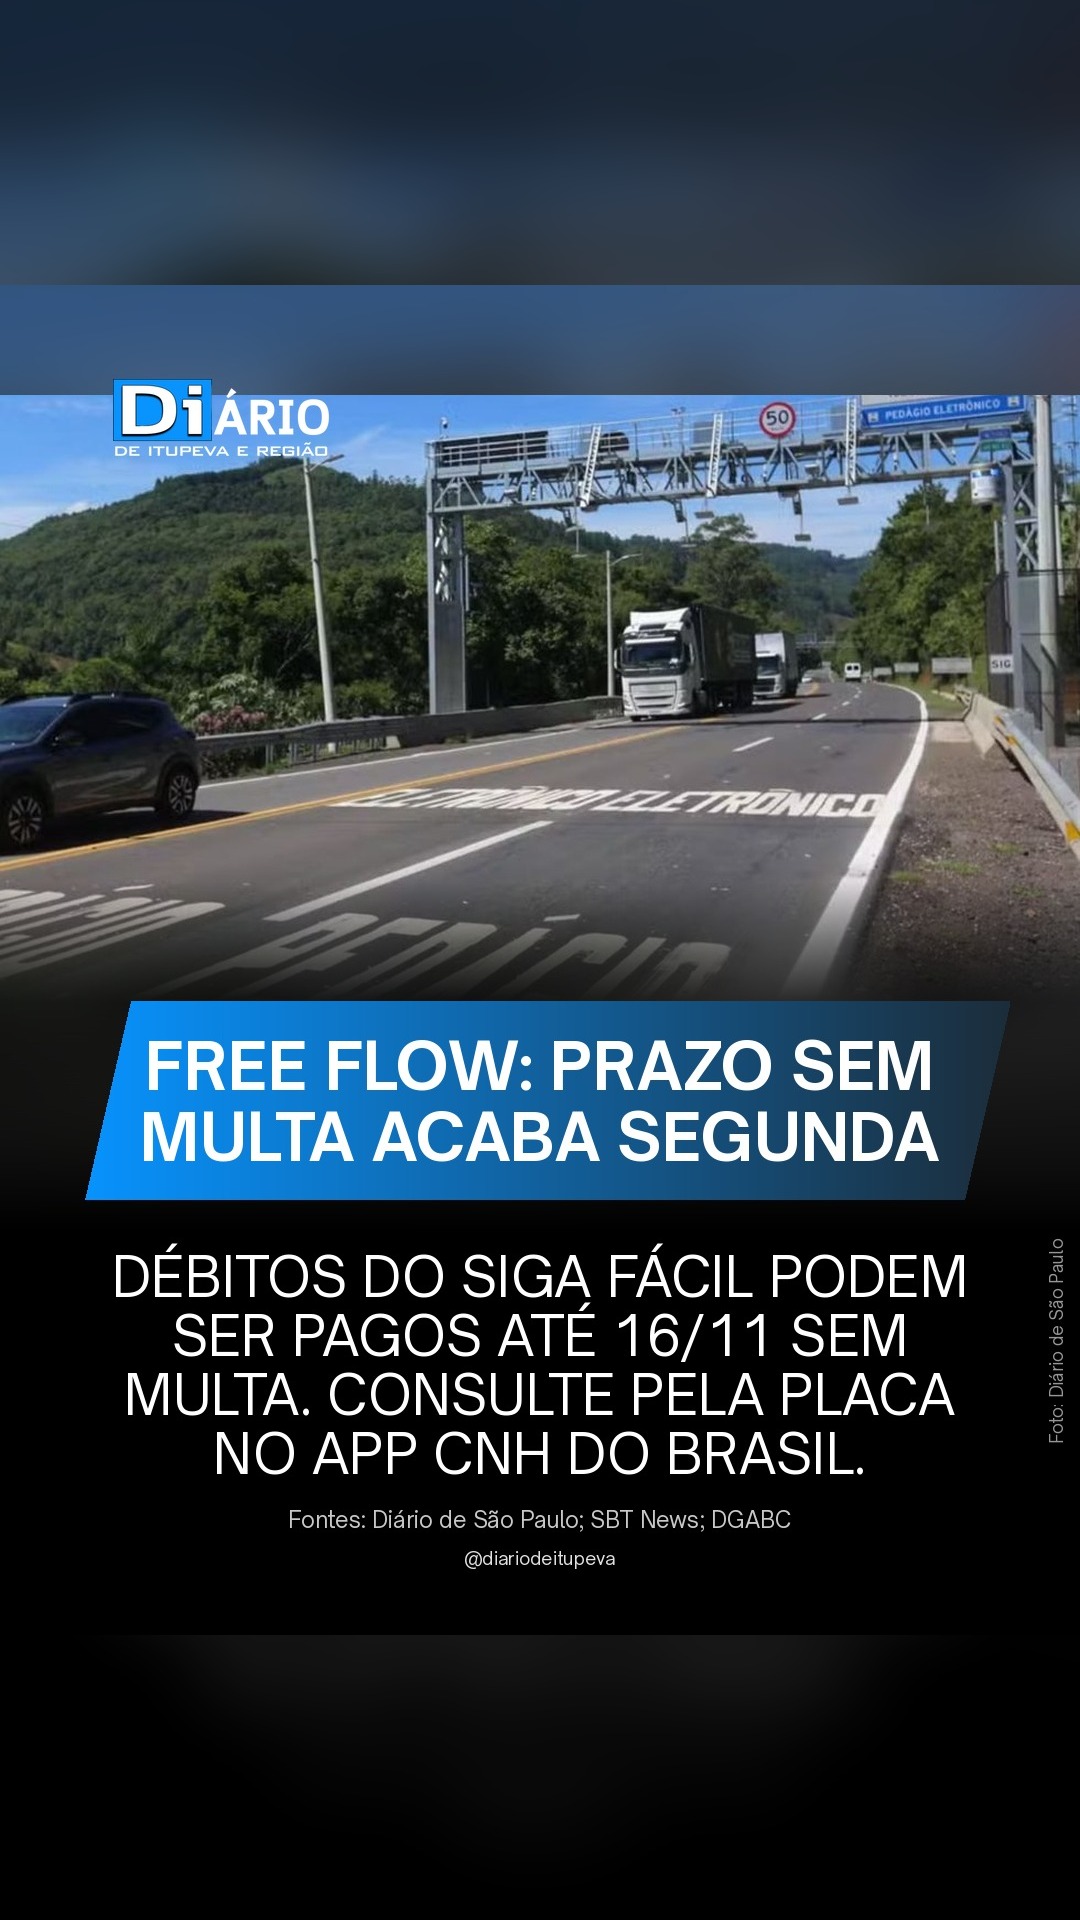 DiÁRIO
DE ITUPEVA E REGIÃO
50
PEDÁGIO ELETRÔNICO
SIG
ELETRÔNICO ELETRÔNICO
PEDÁGIO
FREE FLOW: PRAZO SEM
MULTA ACABA SEGUNDA
DÉBITOS DO SIGA FÁCIL PODEM
SER PAGOS ATÉ 16/11 SEM
MULTA. CONSULTE PELA PLACA
NO APP CNH DO BRASIL.
Foto: Diário de São Paulo
Fontes: Diário de São Paulo; SBT News; DGABC
@diariodeitupeva